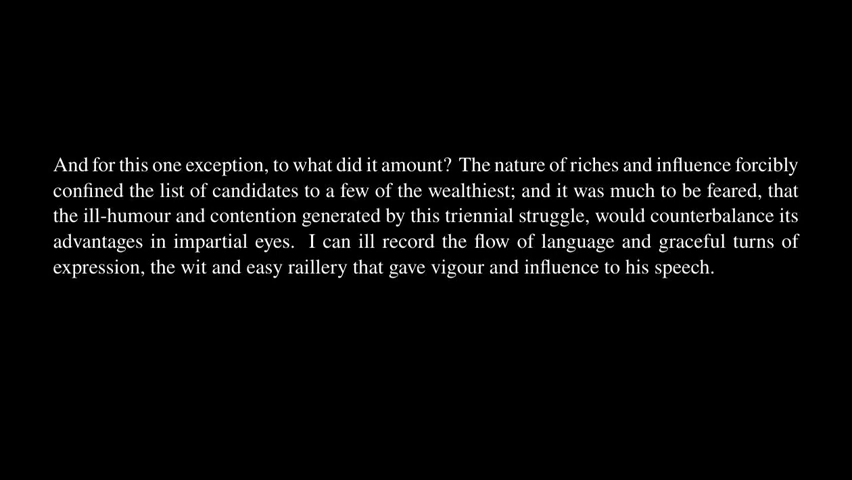 And for this one exception, to what did it amount? The nature of riches and influence forcibly
confined the list of candidates to a few of the wealthiest; and it was much to be feared, that
the ill-humour and contention generated by this triennial struggle, would counterbalance its
advantages in impartial eyes. I can ill record the flow of language and graceful turns of
expression, the wit and easy raillery that gave vigour and influence to his speech.